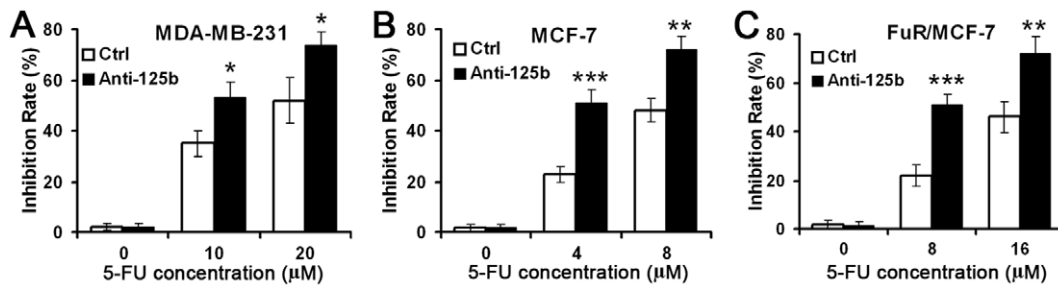 A
MDA-MB-231
Inhibition Rate (%)
80
60
40
20
0
Ctrl
Anti-125b
*
*
0 10 20
5-FU concentration (μM)
B
MCF-7
Inhibition Rate (%)
80
60
40
20
0
Ctrl
Anti-125b
***
**
0 4 8
5-FU concentration (μM)
C
FuR/MCF-7
Inhibition Rate (%)
80
60
40
20
0
Ctrl
Anti-125b
***
**
0 8 16
5-FU concentration (μM)